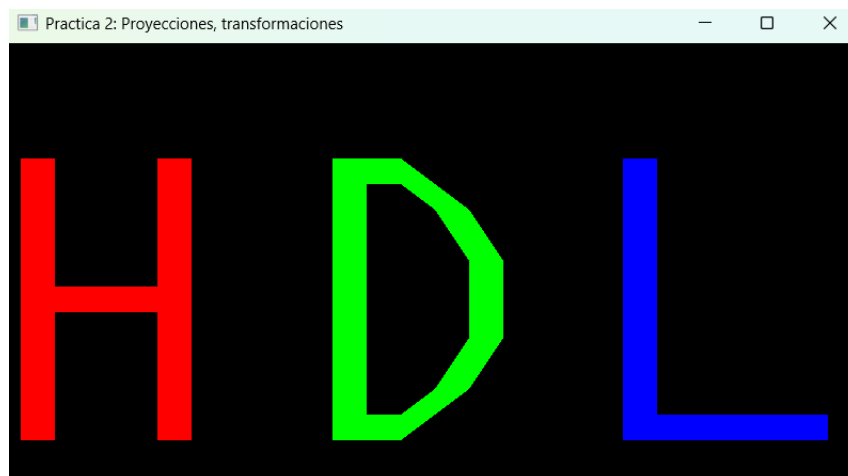 Practica 2: Proyecciones, transformaciones
H D L